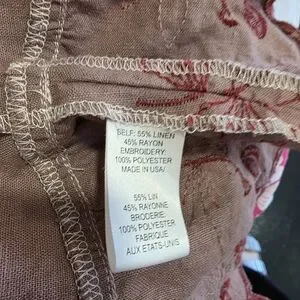 SELF: 55% LINEN
45% RAYON
EMBROIDERY:
100% POLYESTER
MADE IN USA/
55% LIN
45% RAYONNE
BRODERIE:
100% POLYESTER
FABRIQUE
AUX ETATS-UNIS